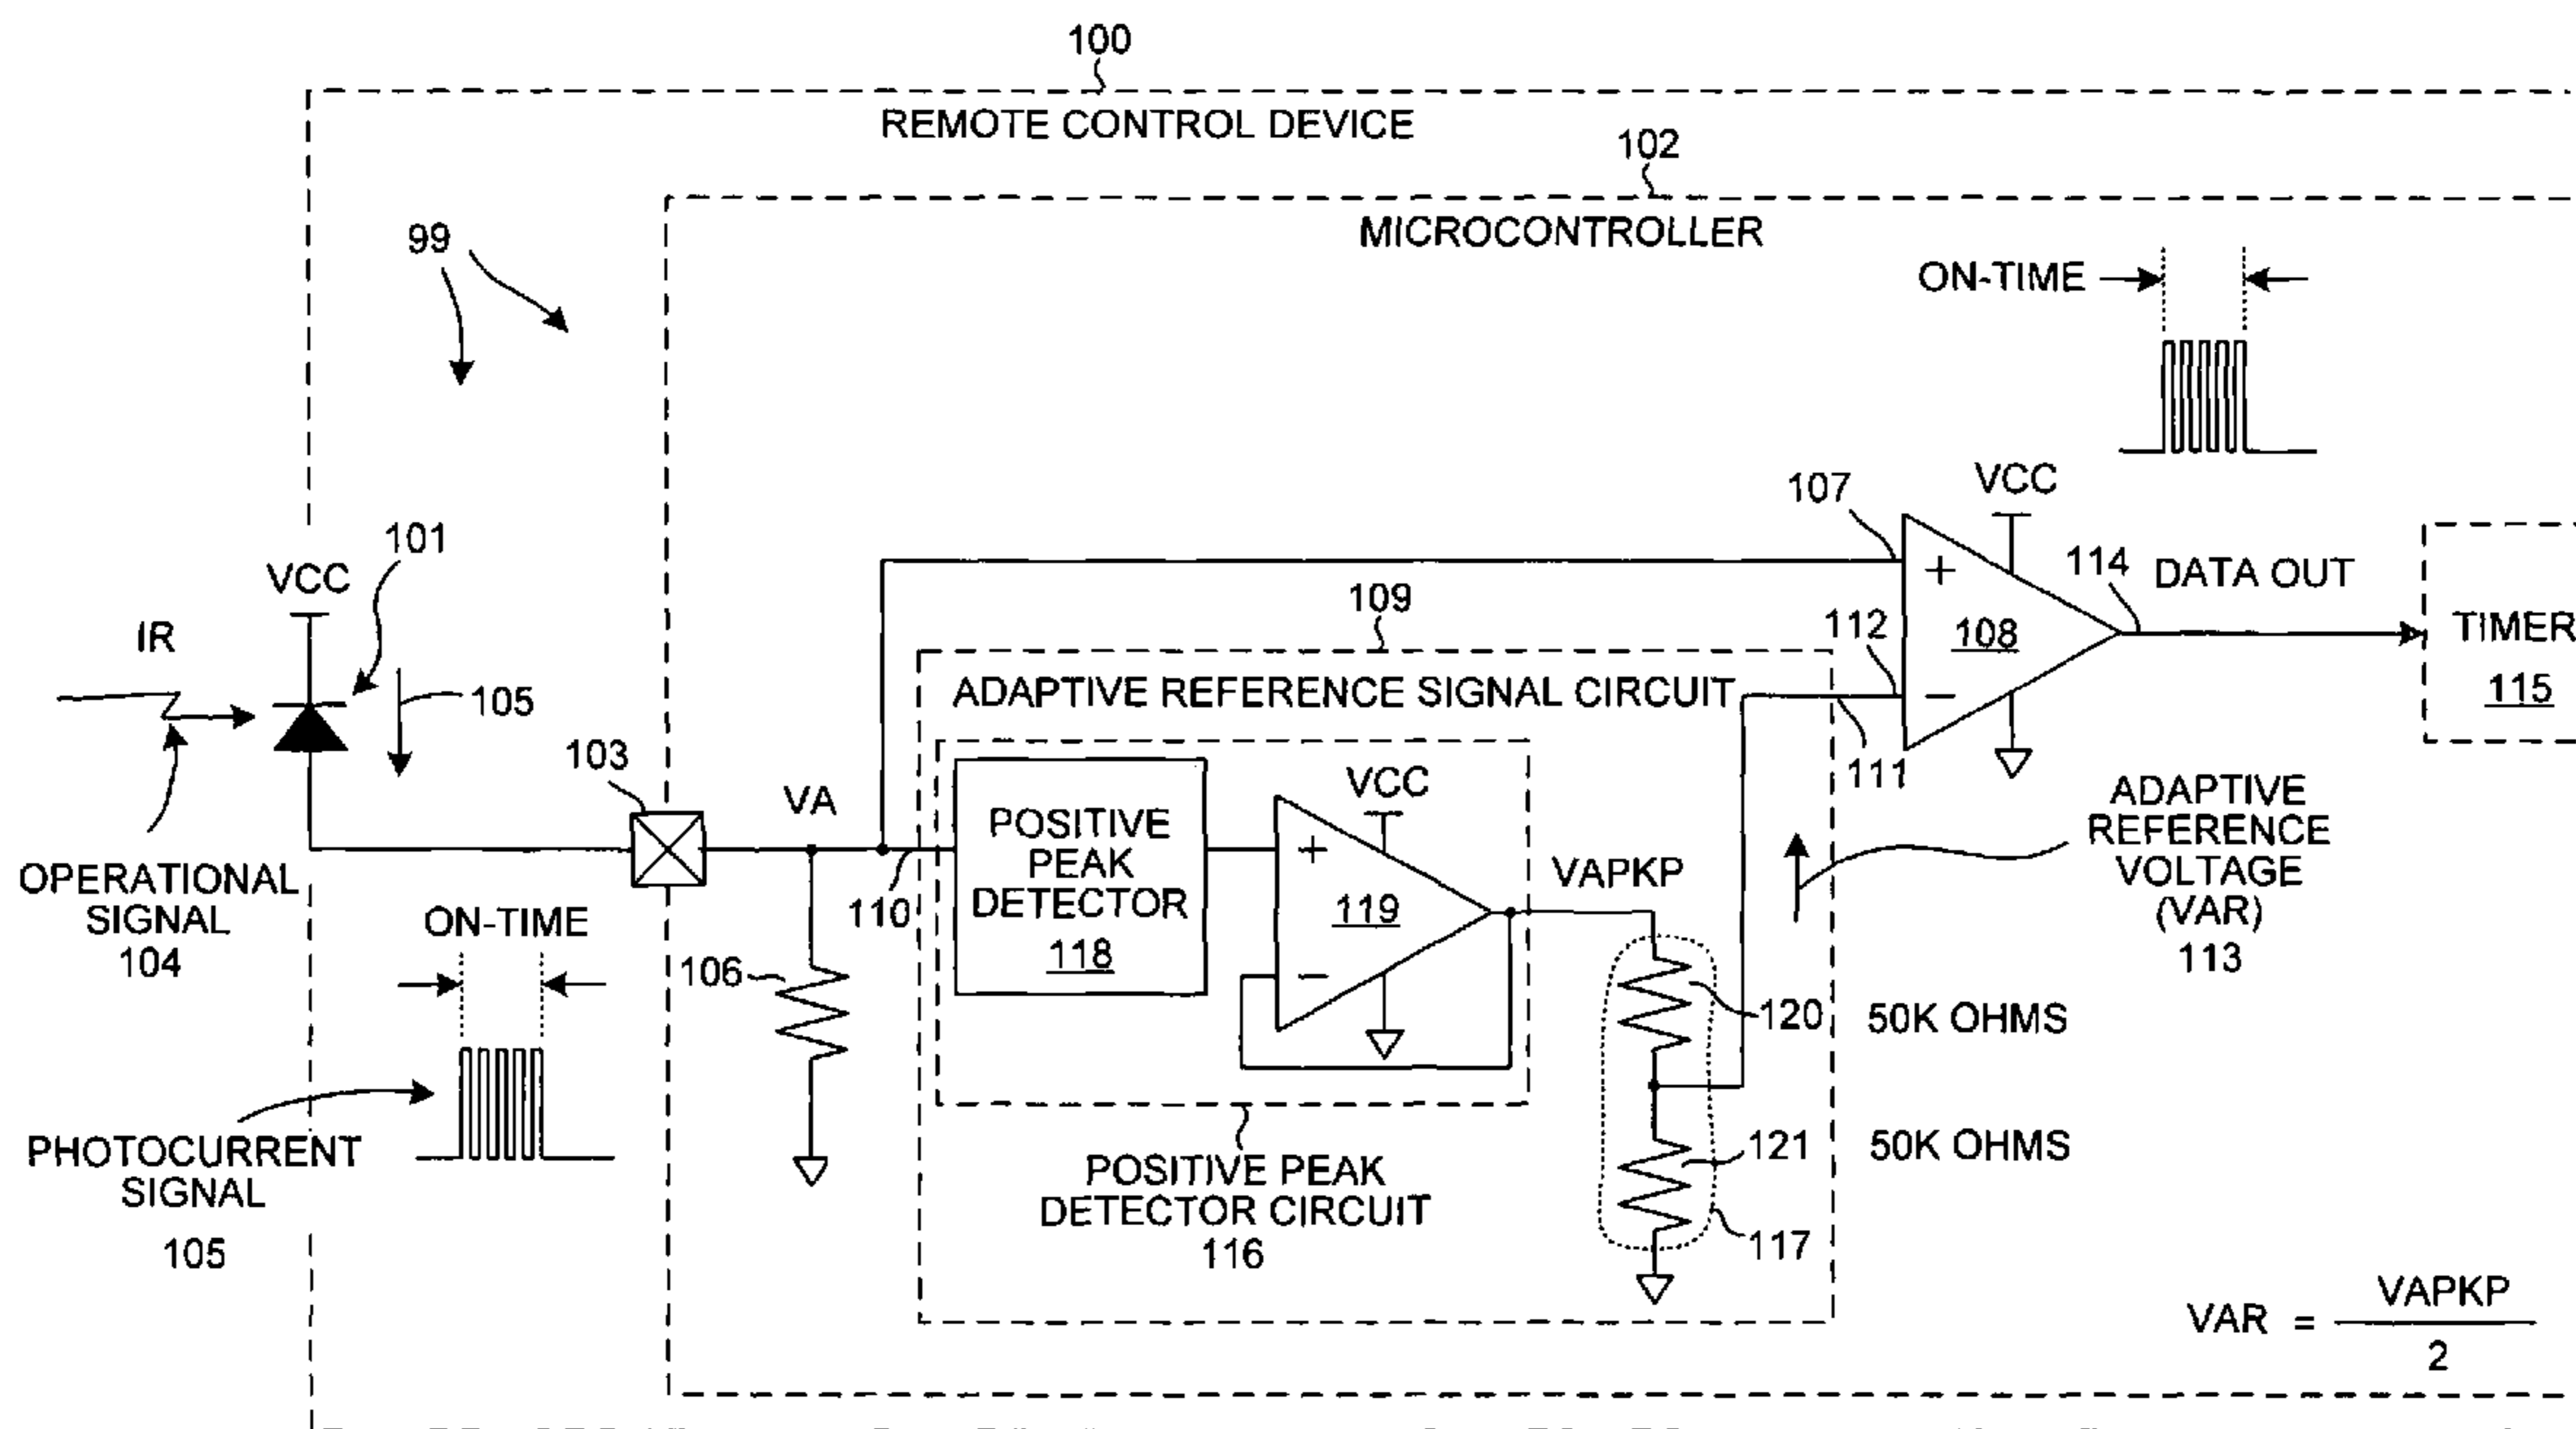 100
REMOTE CONTROL DEVICE
102
MICROCONTROLLER
99
ON-TIME
VCC
107
101
VCC
114
DATA OUT
109
112
IR
108
TIMER
ADAPTIVE REFERENCE SIGNAL CIRCUIT
115
105
111
103
VA
VCC
ADAPTIVE
REFERENCE
VOLTAGE
(VAR)
113
POSITIVE
PEAK
DETECTOR
118
+
−
+
−
119
VAPKP
110
OPERATIONAL
SIGNAL
104
ON-TIME
106
120
50K OHMS
121
50K OHMS
PHOTOCURRENT
SIGNAL
105
POSITIVE PEAK
DETECTOR CIRCUIT
116
117
VAR = VAPKP
2